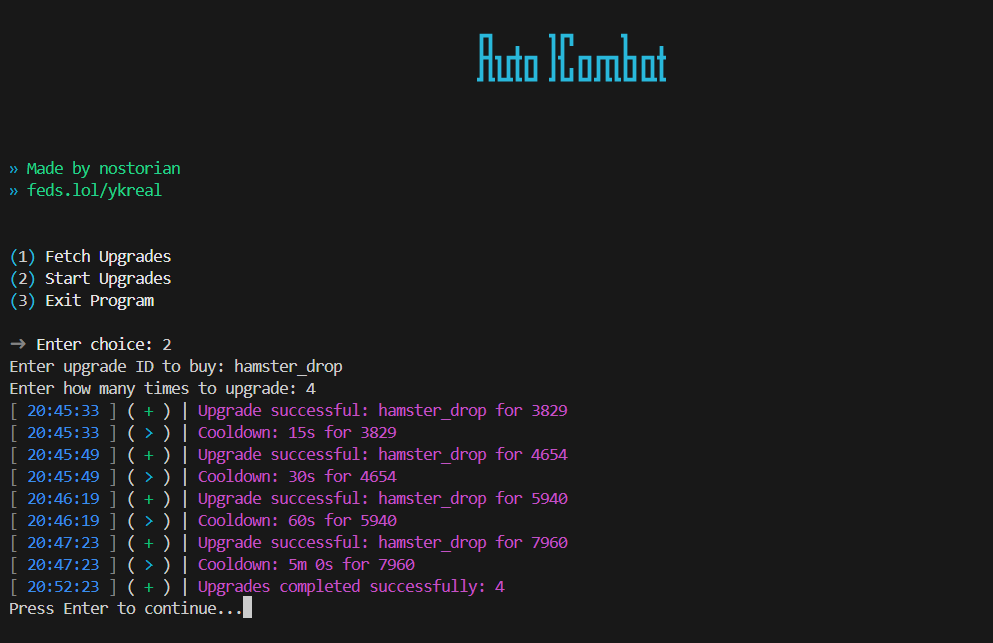 Auto KCombat
» Made by nostorian
» feds.lol/ykreal
(1) Fetch Upgrades
(2) Start Upgrades
(3) Exit Program
→ Enter choice: 2
Enter upgrade ID to buy: hamster_drop
Enter how many times to upgrade: 4
[ 20:45:33 ] ( + ) | Upgrade successful: hamster_drop for 3829
[ 20:45:33 ] ( > ) | Cooldown: 15s for 3829
[ 20:45:49 ] ( + ) | Upgrade successful: hamster_drop for 4654
[ 20:45:49 ] ( > ) | Cooldown: 30s for 4654
[ 20:46:19 ] ( + ) | Upgrade successful: hamster_drop for 5940
[ 20:46:19 ] ( > ) | Cooldown: 60s for 5940
[ 20:47:23 ] ( + ) | Upgrade successful: hamster_drop for 7960
[ 20:47:23 ] ( > ) | Cooldown: 5m 0s for 7960
[ 20:52:23 ] ( + ) | Upgrades completed successfully: 4
Press Enter to continue...